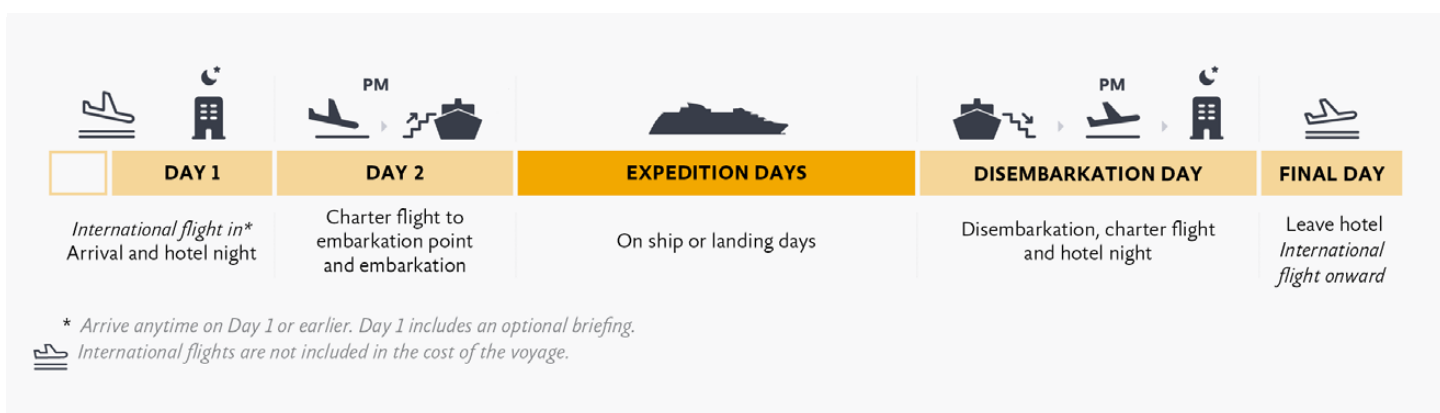 PM
PM
DAY 1
DAY 2
EXPEDITION DAYS
DISEMBARKATION DAY
FINAL DAY
International flight in*
Arrival and hotel night
Charter flight to
embarkation point
and embarkation
On ship or landing days
Disembarkation, charter flight
and hotel night
Leave hotel
International
flight onward
* Arrive anytime on Day 1 or earlier. Day 1 includes an optional briefing.
International flights are not included in the cost of the voyage.